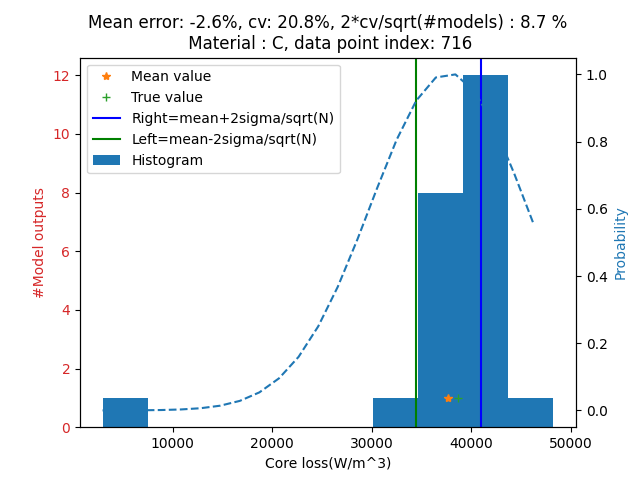 Mean error: -2.6%, cv: 20.8%, 2*cv/sqrt(#models) : 8.7 %
Material : C, data point index: 716
Mean value
True value
Right=mean+2sigma/sqrt(N)
Left=mean-2sigma/sqrt(N)
Histogram
#Model outputs
12
10
8
6
4
2
0
1.0
0.8
0.6
0.4
0.2
0.0
Probability
10000 20000 30000 40000 50000
Core loss(W/m^3)